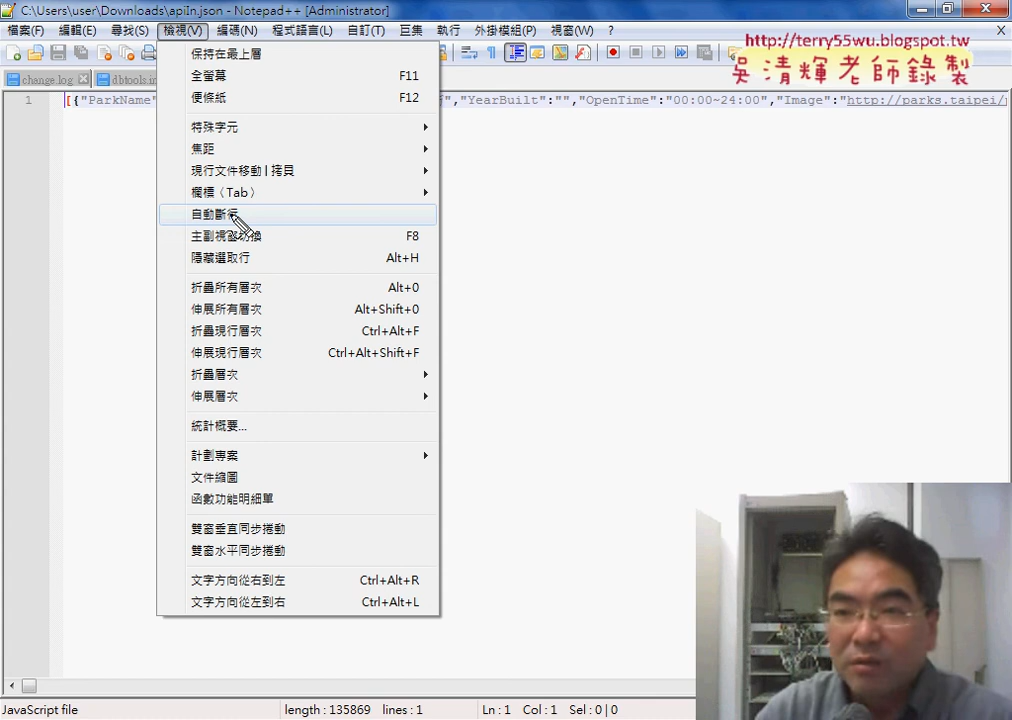 C:\Users\user\Downloads\apiIn.json - Notepad++ [Administrator]
檔案(F) 編輯(E) 尋找(S) 檢視(V) 編碼(N) 程式語言(L) 自訂(T) 巨集 執行 外掛模組(P) 視窗(W) ? X
http://terry55wu.blogspot.tw
吳清輝老師錄製
change.log
dbtools.in
1
[{"ParkName"
","YearBuilt":"","OpenTime":"00:00~24:00","Image":"http://parks.taipei/
保持在最上層
全螢幕 F11
便條紙 F12
特殊字元
焦距
現行文件移動|拷貝
欄標（Tab）
自動斷行
主副視窗切換 F8
隱藏選取行 Alt+H
折疊所有層次 Alt+0
伸展所有層次 Alt+Shift+0
折疊現行層次 Ctrl+Alt+F
伸展現行層次 Ctrl+Alt+Shift+F
折疊層次
伸展層次
統計概要...
計劃專案
文件縮圖
函數功能明細單
雙窗垂直同步捲動
雙窗水平同步捲動
文字方向從右到左 Ctrl+Alt+R
文字方向從左到右 Ctrl+Alt+L
JavaScript file
length : 135869 lines : 1
Ln : 1 Col : 1 Sel : 0 | 0